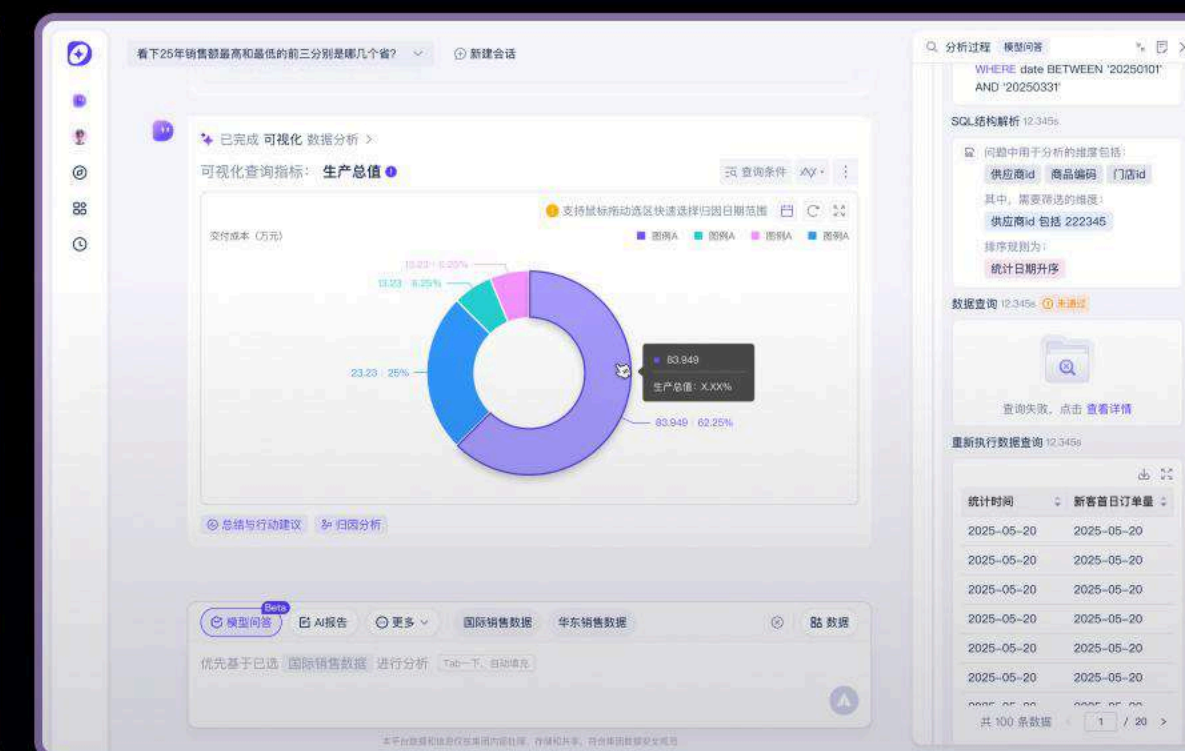 看下25年销售额最高和最低的前三分别是哪几个省?
新建会话
已完成 可视化 数据分析 >
可视化查询指标: 生产总值
查询条件
支持鼠标拖动选区快速选择归因日期范围
交付成本 (万元)
图例A 图例A 图例A 图例A
13.23 6.25%
23.23 25%
83.949
生产总值: X.XX%
83.949 62.25%
总结与行动建议 归因分析
Beta
模型问答 AI报告 更多 国际销售数据 华东销售数据 数据
优先基于已选 国际销售数据 进行分析 Tab一下, 自动填充
分析过程 模型问答
WHERE date BETWEEN '20250101'
AND '20250331'
SQL结构解析 12.345s
问题中用于分析的维度包括:
供应商id 商品编码 门店id
其中, 需要筛选的维度:
供应商id 包括 222345
排序规则为:
统计日期升序
数据查询 12.345s 未通过
查询失败, 点击 查看详情
重新执行数据查询 12.345s
统计时间 新客首日订单量
2025-05-20 2025-05-20
2025-05-20 2025-05-20
2025-05-20 2025-05-20
2025-05-20 2025-05-20
2025-05-20 2025-05-20
2025-05-20 2025-05-20
共 100 条数据 1 / 20 >